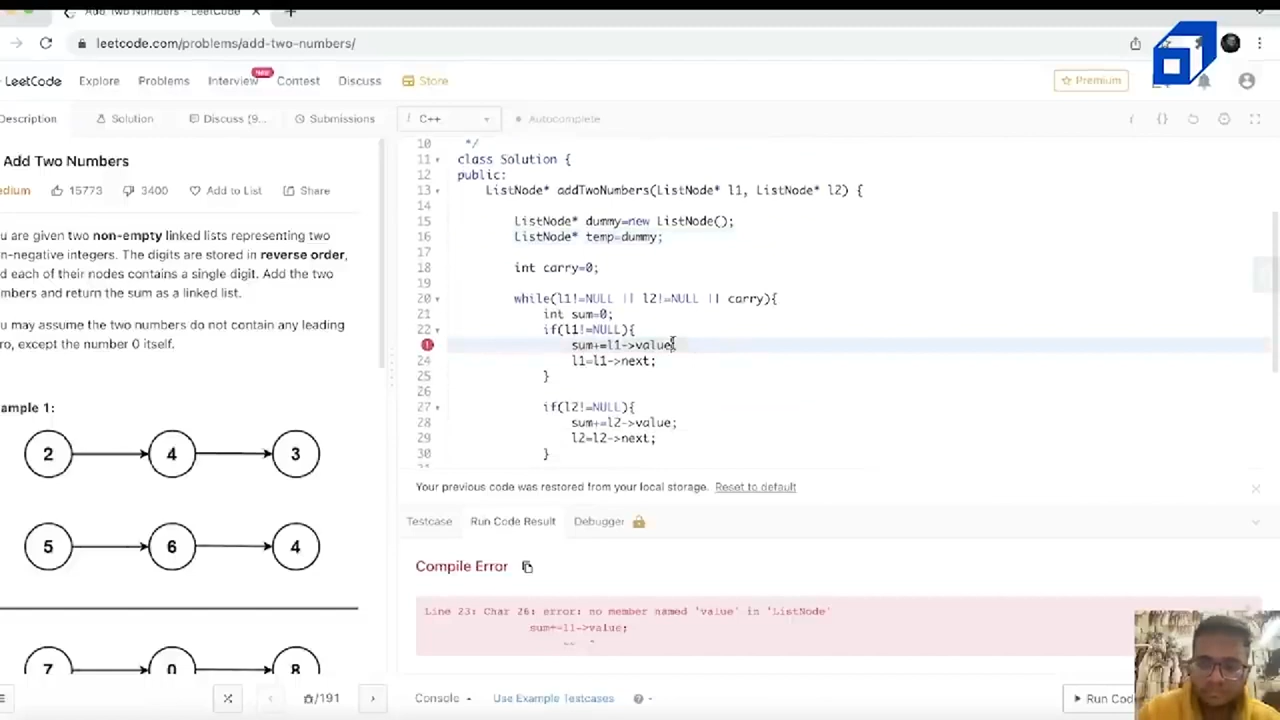 Add Two Numbers - LeetCode
leetcode.com/problems/add-two-numbers/
LeetCode Explore Problems Interview New Contest Discuss Store Premium
Description Solution Discuss (9... Submissions C++ Autocomplete
Add Two Numbers
edium 15773 3400 Add to List Share
u are given two non-empty linked lists representing two
n-negative integers. The digits are stored in reverse order,
d each of their nodes contains a single digit. Add the two
mbers and return the sum as a linked list.
u may assume the two numbers do not contain any leading
ro, except the number 0 itself.
ample 1:
2 4 3
5 6 4
7 0 8
10 */
11 class Solution {
12 public:
13 ListNode* addTwoNumbers(ListNode* l1, ListNode* l2) {
14
15 ListNode* dummy=new ListNode();
16 ListNode* temp=dummy;
17
18 int carry=0;
19
20 while(l1!=NULL || l2!=NULL || carry){
21 int sum=0;
22 if(l1!=NULL){
sum+=l1->value;
24 l1=l1->next;
25 }
26
27 if(l2!=NULL){
28 sum+=l2->value;
29 l2=l2->next;
30 }
Your previous code was restored from your local storage. Reset to default
Testcase Run Code Result Debugger
Compile Error
Line 23: Char 26: error: no member named 'value' in 'ListNode'
sum+=l1->value;
~~ ^
/191 Console Use Example Testcases Run Cod